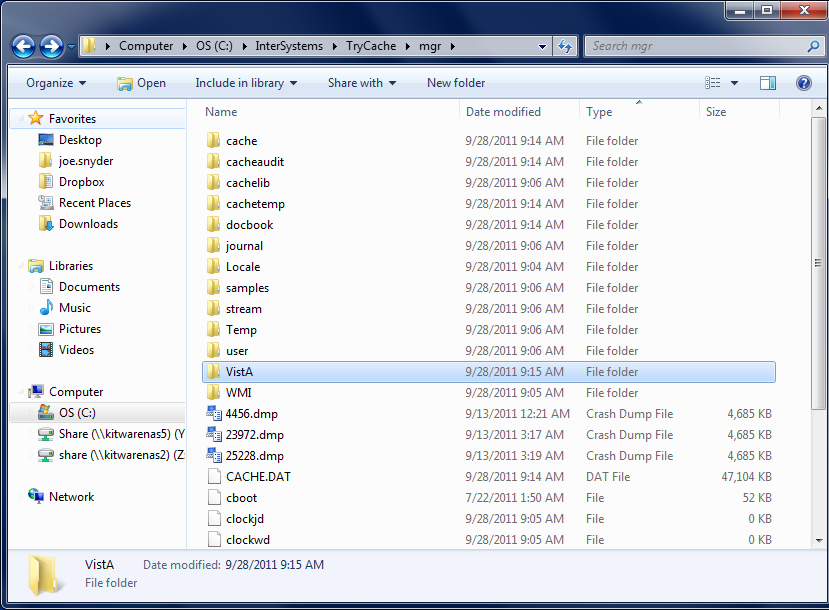 Computer OS (C:) InterSystems TryCache mgr Search mgr
Organize Open Include in library Share with New folder
Name Date modified Type Size
Favorites
Desktop
joe.snyder
Dropbox
Recent Places
Downloads
Libraries
Documents
Music
Pictures
Videos
Computer
OS (C:)
Share (\\kitwarenas5) (Y
share (\\kitwarenas2) (Z:
Network
cache 9/28/2011 9:14 AM File folder
cacheaudit 9/28/2011 9:14 AM File folder
cachelib 9/28/2011 9:06 AM File folder
cachetemp 9/28/2011 9:14 AM File folder
docbook 9/28/2011 9:14 AM File folder
journal 9/28/2011 9:06 AM File folder
Locale 9/28/2011 9:04 AM File folder
samples 9/28/2011 9:06 AM File folder
stream 9/28/2011 9:06 AM File folder
Temp 9/28/2011 9:06 AM File folder
user 9/28/2011 9:06 AM File folder
VistA 9/28/2011 9:15 AM File folder
WMI 9/28/2011 9:05 AM File folder
4456.dmp 9/13/2011 12:21 AM Crash Dump File 4,685 KB
23972.dmp 9/13/2011 3:17 AM Crash Dump File 4,685 KB
25228.dmp 9/13/2011 3:19 AM Crash Dump File 4,685 KB
CACHE.DAT 9/28/2011 9:14 AM DAT File 47,104 KB
cboot 7/22/2011 1:50 AM File 52 KB
clockjd 9/28/2011 9:05 AM File 0 KB
clockwd 9/28/2011 9:05 AM File 0 KB
VistA Date modified: 9/28/2011 9:15 AM
File folder